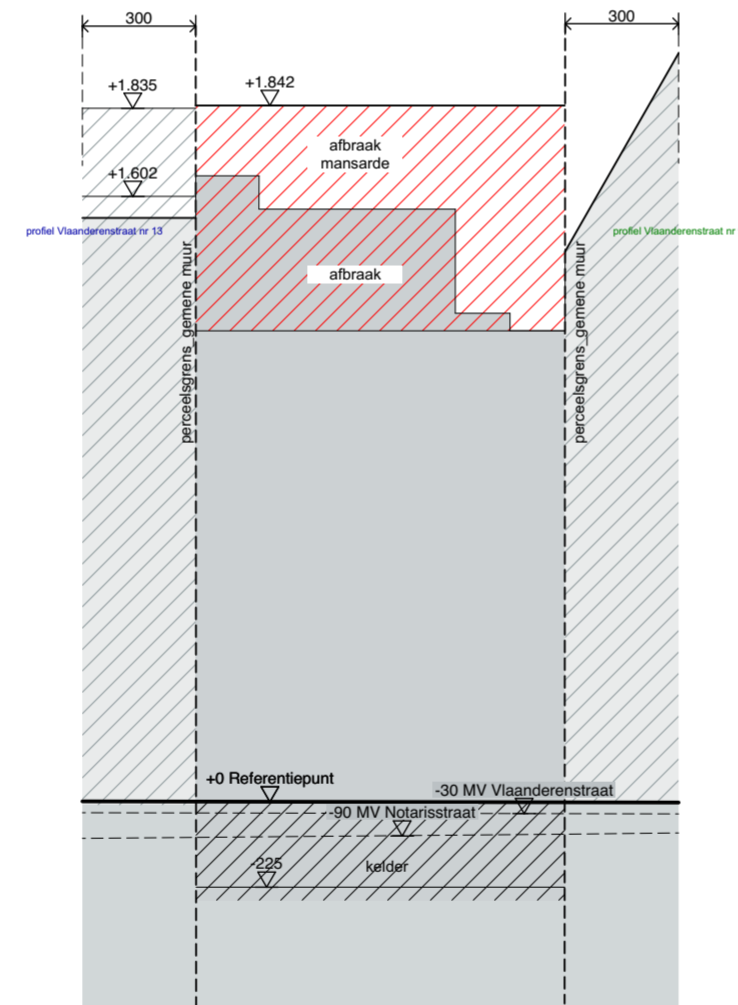 300
300
+1.835
+1.842
afbraak
mansarde
+1.602
profiel Vlaanderenstraat nr 13
profiel Vlaanderenstraat nr
perceelsgrens_gemene muur
afbraak
perceelsgrens_gemene muur
+0 Referentiepunt
-30 MV Vlaanderenstraat
-90 MV Notarisstraat
-225
kelder